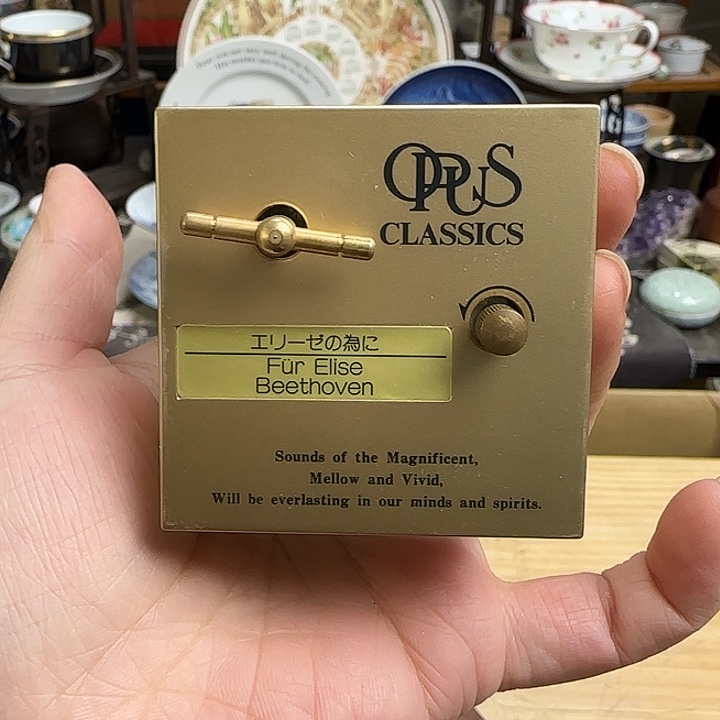 OPUS
CLASSICS
エリーゼの為に
Für Elise
Beethoven
Sounds of the Magnificent,
Mellow and Vivid,
Will be everlasting in our minds and spirits.